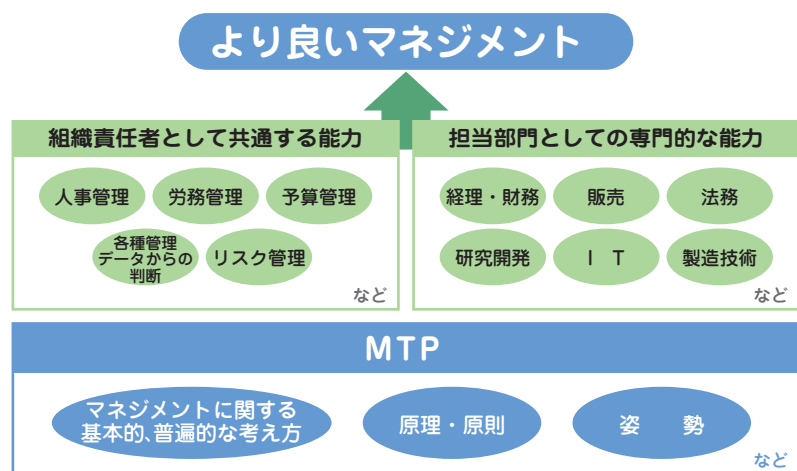 より良いマネジメント
組織責任者として共通する能力
人事管理
労務管理
予算管理
各種管理
データからの
判断
リスク管理
など
担当部門としての専門的な能力
経理・財務
販売
法務
研究開発
I T
製造技術
など
MTP
マネジメントに関する
基本的、普遍的な考え方
原理・原則
姿 勢
など